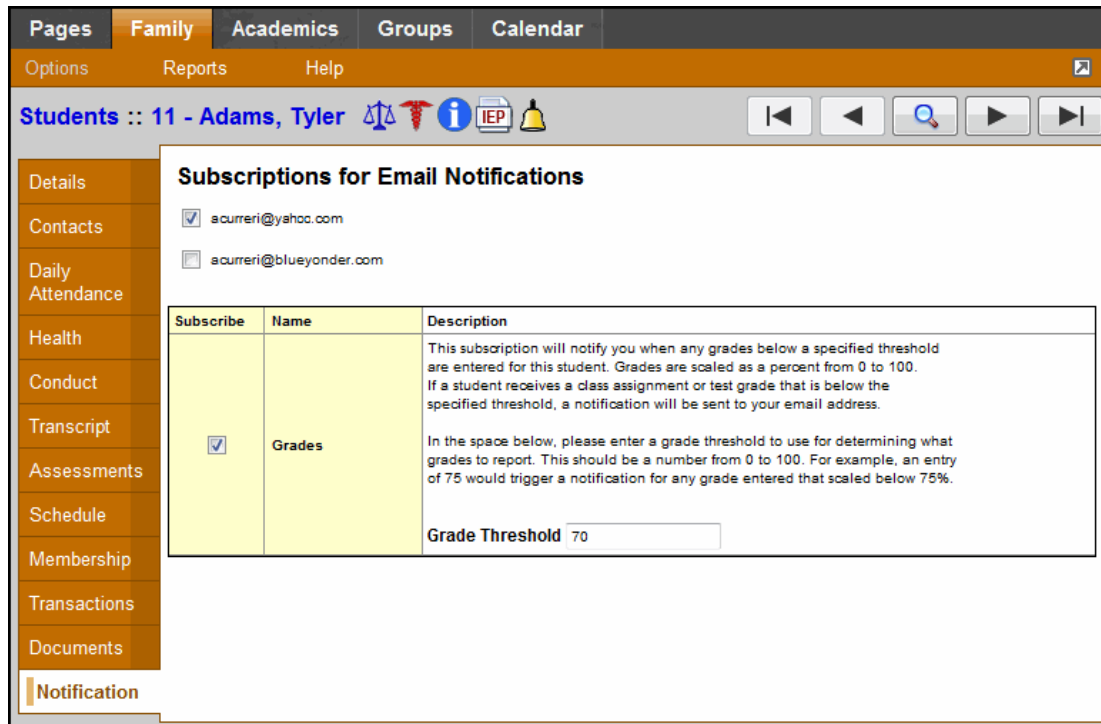 Pages Family Academics Groups Calendar
Options Reports Help
Students :: 11 - Adams, Tyler IEP
Details
Contacts
Daily
Attendance
Health
Conduct
Transcript
Assessments
Schedule
Membership
Transactions
Documents
Notification
Subscriptions for Email Notifications
acurreri@yahoo.com
acurreri@blueyonder.com
Subscribe Name Description
Grades
This subscription will notify you when any grades below a specified threshold
are entered for this student. Grades are scaled as a percent from 0 to 100.
If a student receives a class assignment or test grade that is below the
specified threshold, a notification will be sent to your email address.
In the space below, please enter a grade threshold to use for determining what
grades to report. This should be a number from 0 to 100. For example, an entry
of 75 would trigger a notification for any grade entered that scaled below 75%.
Grade Threshold 70